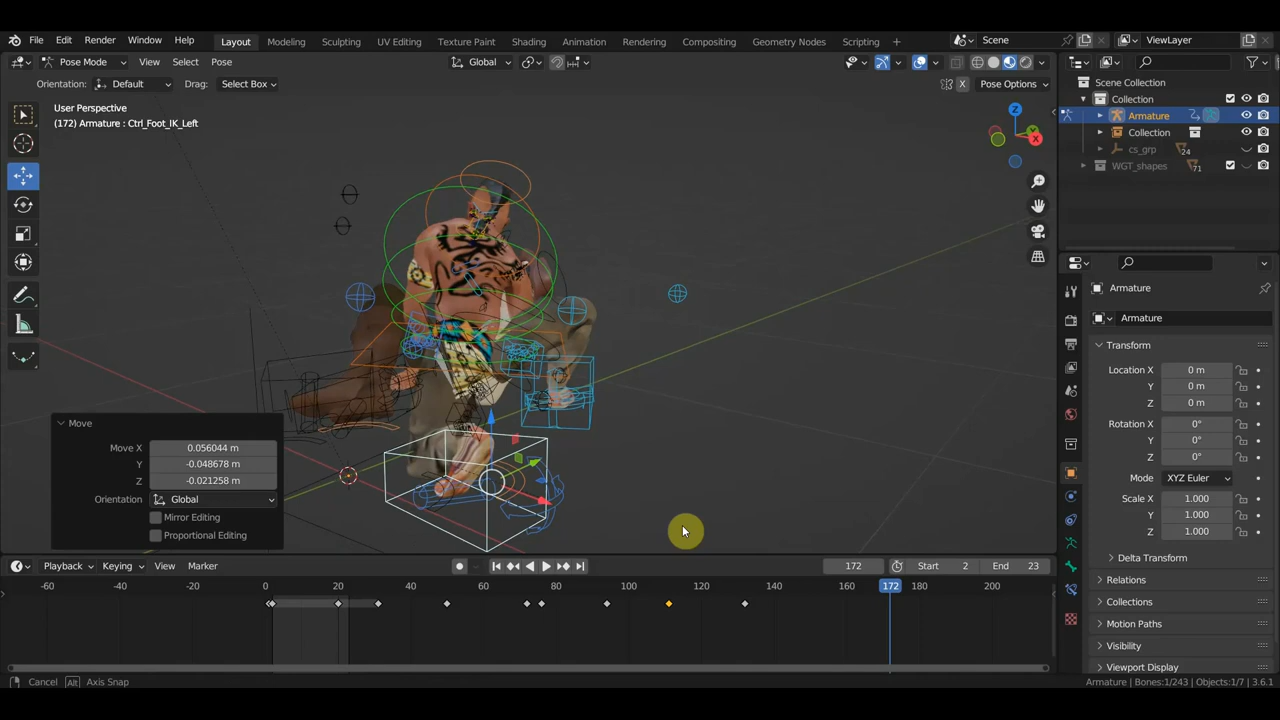 File Edit Render Window Help Layout Modeling Sculpting UV Editing Texture Paint Shading Animation Rendering Compositing Geometry Nodes Scripting + Scene ViewLayer
Pose Mode View Select Pose Global
Orientation: Default Drag: Select Box X Pose Options
User Perspective
(172) Armature : Ctrl_Foot_IK_Left
Z
X
Scene Collection
Collection
Armature
Collection
cs_grp 24
WGT_shapes 71
Armature
Armature
Transform
Location X 0 m
Y 0 m
Z 0 m
Rotation X 0°
Y 0°
Z 0°
Mode XYZ Euler
Scale X 1.000
Y 1.000
Z 1.000
Delta Transform
Relations
Collections
Motion Paths
Visibility
Viewport Display
Move
Move X 0.056044 m
Y -0.048678 m
Z -0.021258 m
Orientation Global
Mirror Editing
Proportional Editing
Playback Keying View Marker 172 Start 2 End 23
-60 -40 -20 0 20 40 60 80 100 120 140 172 180 200
Cancel Alt Axis Snap Armature | Bones:1/243 | Objects:1/7 | 3.6.1